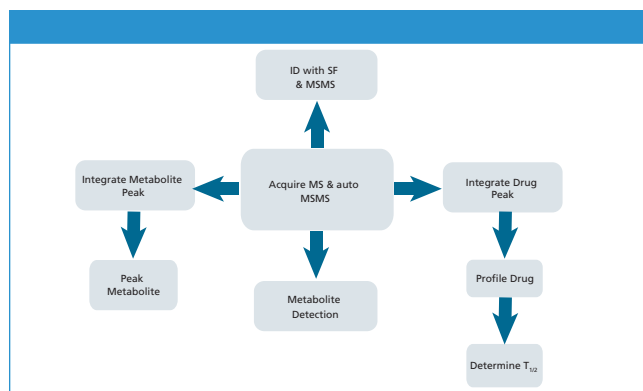 ID with SF
& MSMS
Integrate Metabolite
Peak
Acquire MS & auto
MSMS
Integrate Drug
Peak
Peak
Metabolite
Metabolite
Detection
Profile Drug
Determine T1/2